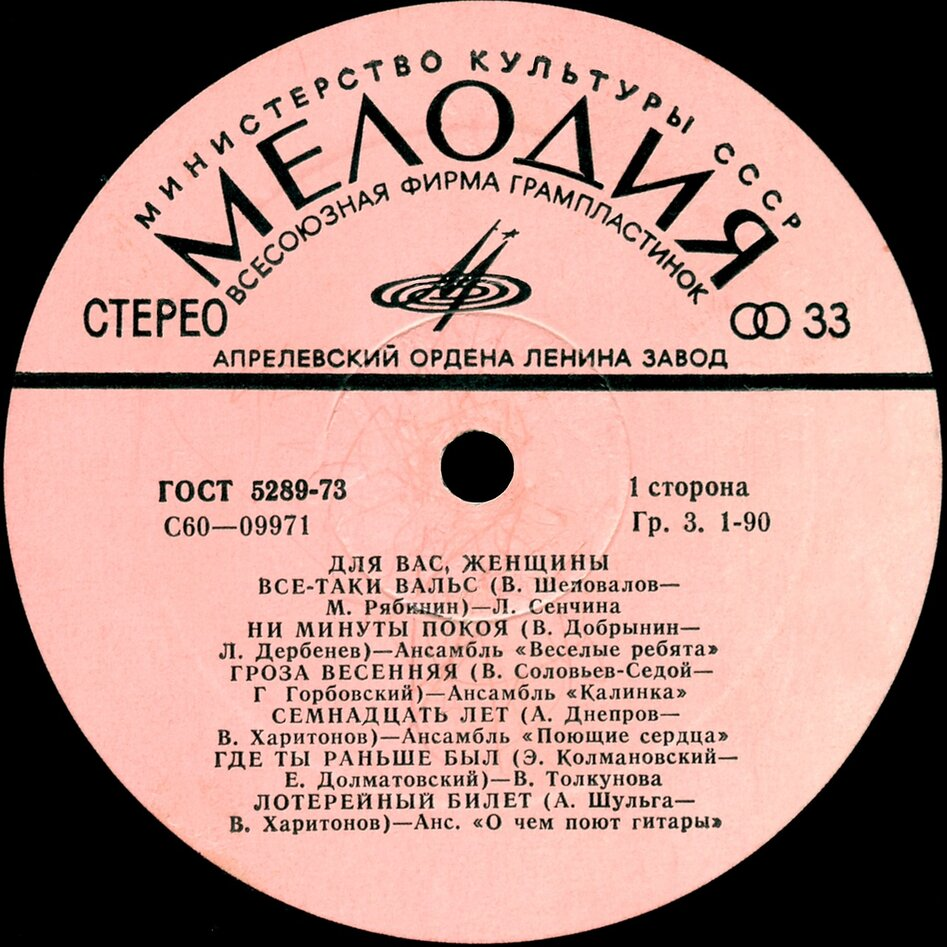 МИНИСТЕРСТВО КУЛЬТУРЫ СССР
МЕЛОДИЯ
ВСЕСОЮЗНАЯ ФИРМА ГРАМПЛАСТИНОК
СТЕРЕО
33
АПРЕЛЕВСКИЙ ОРДЕНА ЛЕНИНА ЗАВОД
ГОСТ 5289-73
1 сторона
С60—09971
Гр. 3. 1-90
ДЛЯ ВАС, ЖЕНЩИНЫ
ВСЕ-ТАКИ ВАЛЬС (В. Шеповалов—
М. Рябинин)—Л. Сенчина
НИ МИНУТЫ ПОКОЯ (В. Добрынин—
Л. Дербенев)—Ансамбль «Веселые ребята»
ГРОЗА ВЕСЕННЯЯ (В. Соловьев-Седой—
Г Горбовский)—Ансамбль «Калинка»
СЕМНАДЦАТЬ ЛЕТ (А. Днепров—
В. Харитонов)—Ансамбль «Поющие сердца»
ГДЕ ТЫ РАНЬШЕ БЫЛ (Э. Колмановский—
Е. Долматовский)—В. Толкунова
ЛОТЕРЕЙНЫЙ БИЛЕТ (А. Шульга—
В. Харитонов)—Анс. «О чем поют гитары»